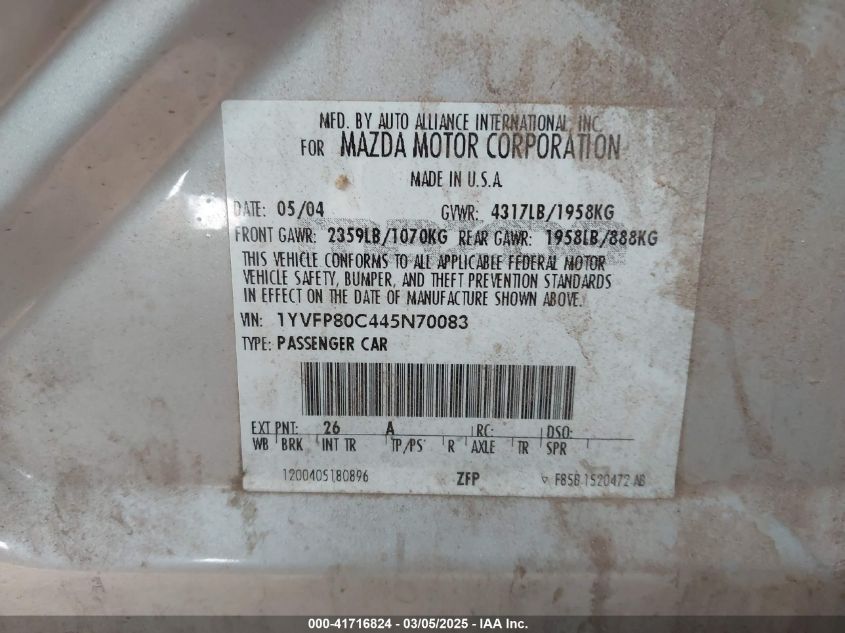 MFD. BY AUTO ALLIANCE INTERNATIONAL, INC.
FOR MAZDA MOTOR CORPORATION
MADE IN U.S.A
DATE: 05/04 GVWR: 4317LB/1958KG
FRONT GAWR: 2359LB/1070KG REAR GAWR: 1958LB/888KG
THIS VEHICLE CONFORMS TO ALL APPLICABLE FEDERAL MOTOR
VEHICLE SAFETY, BUMPER, AND THEFT PREVENTION STANDARDS
IN EFFECT ON THE DATE OF MANUFACTURE SHOWN ABOVE.
VIN: 1YVFP80C445N70083
TYPE: PASSENGER CAR
EXT PNT: 26 A RC: DSO:
WB BRK INT TR TP/PS R AXLE TR SPR
1200405180896 ZFP F85B 1520472 AB
000-41716824 - 03/05/2025 - IAA Inc.